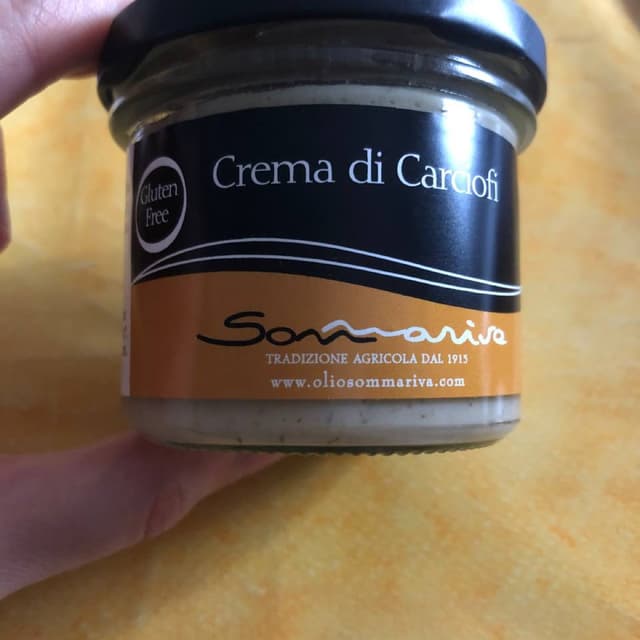 Crema di Carciofi
Gluten
Free
Sommariva
TRADIZIONE AGRICOLA DAL 1915
www.oliosommariva.com